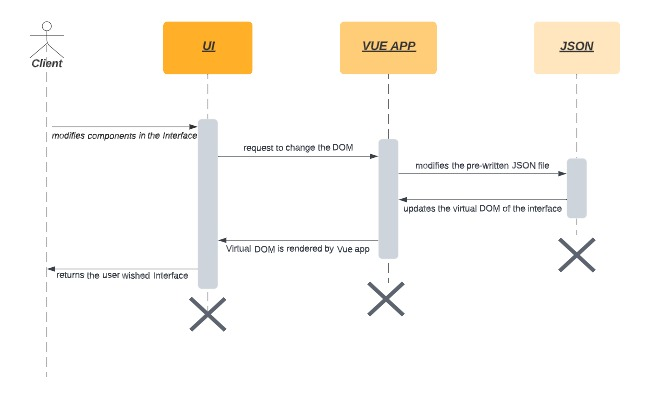 UI
VUE APP
JSON
Client
modifies components in the Interface
request to change the DOM
modifies the pre-written JSON file
updates the virtual DOM of the interface
Virtual DOM is rendered by Vue app
returns the user wished Interface